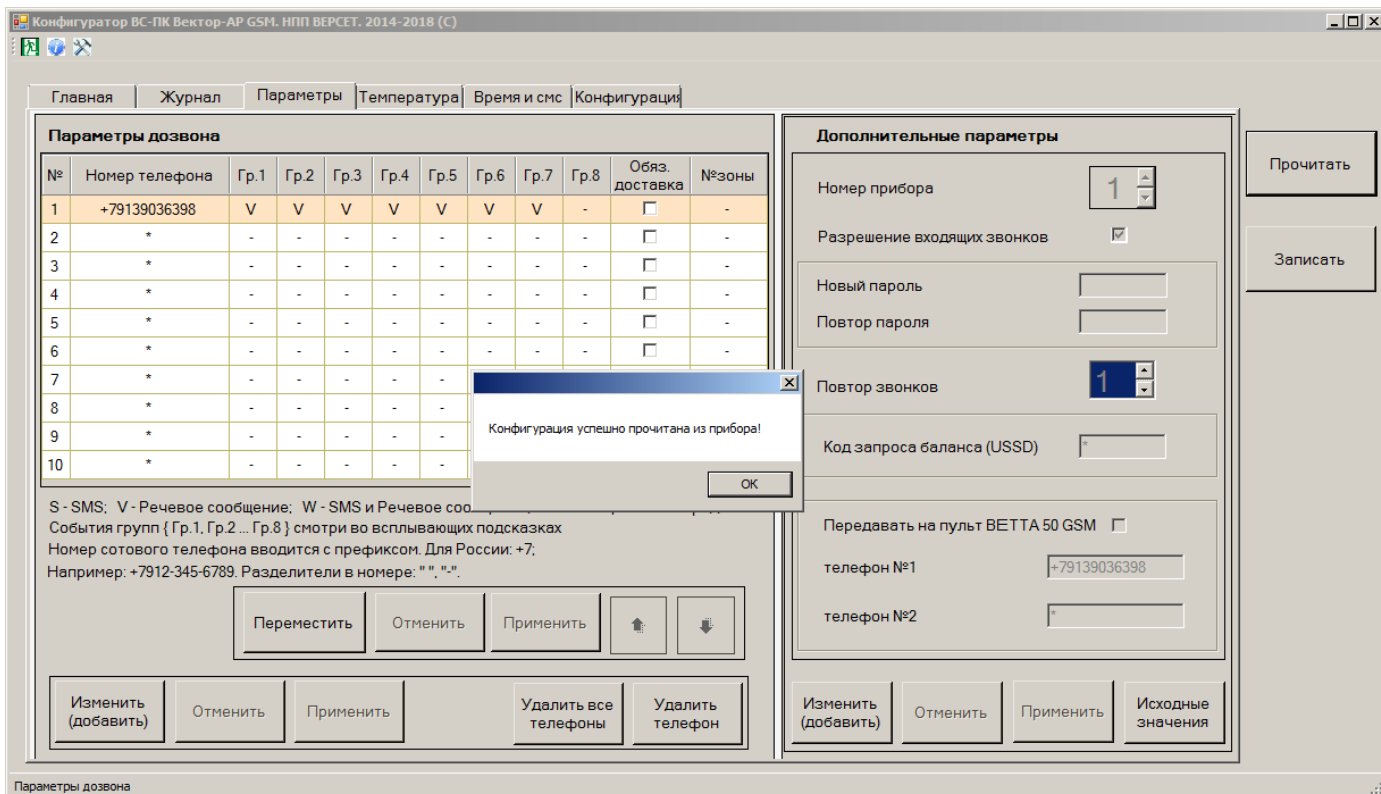 Конфигуратор ВС-ПК Вектор-АР GSM. НПП ВЕРСЕТ. 2014-2018 (C)
Главная Журнал Параметры Температура Время и смс Конфигурация
Параметры дозвона
№ Номер телефона Гр.1 Гр.2 Гр.3 Гр.4 Гр.5 Гр.6 Гр.7 Гр.8 Обяз. доставка №зоны
1 +79139036398 V V V V V V V - -
2 * - - - - - - - - -
3 * - - - - - - - - -
4 * - - - - - - - - -
5 * - - - - - - - - -
6 * - - - - - - - - -
7 * - - - - -
8 * - - - - -
9 * - - - - -
10 * - - - - -
S - SMS; V - Речевое сообщение; W - SMS и Речевое соо
События групп { Гр.1, Гр.2 ... Гр.8 } смотри во всплывающих подсказках
Номер сотового телефона вводится с префиксом. Для России: +7;
Например: +7912-345-6789. Разделители в номере: " ", "-".
Переместить Отменить Применить
Изменить (добавить) Отменить Применить Удалить все телефоны Удалить телефон
Конфигурация успешно прочитана из прибора!
OK
Дополнительные параметры
Номер прибора 1
Разрешение входящих звонков
Новый пароль
Повтор пароля
Повтор звонков 1
Код запроса баланса (USSD) *
Передавать на пульт BETTA 50 GSM
телефон №1 +79139036398
телефон №2 *
Изменить (добавить) Отменить Применить Исходные значения
Прочитать
Записать
Параметры дозвона